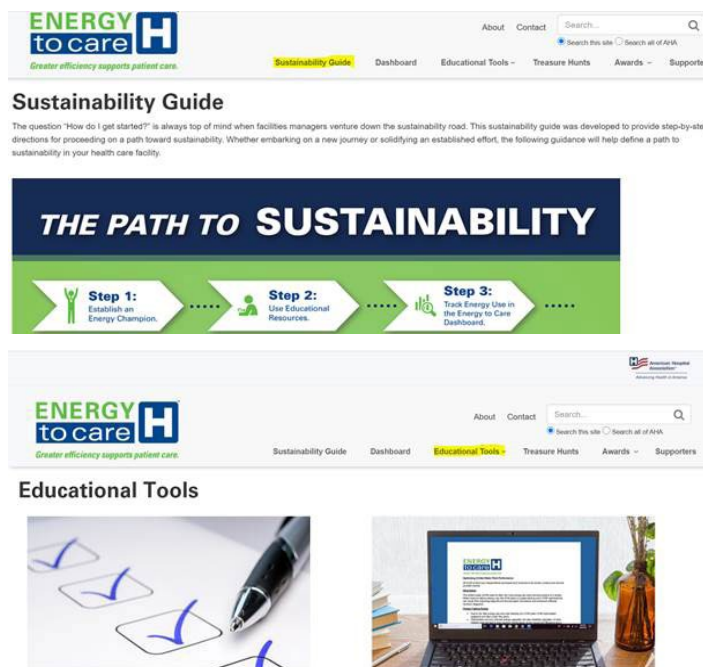 ENERGY
to care H
Greater efficiency supports patient care.
About Contact Search...
Search this site Search all of AHA
Sustainability Guide Dashboard Educational Tools Treasure Hunts Awards Supporte
Sustainability Guide
The question "How do I get started?" is always top of mind when facilities managers venture down the sustainability road. This sustainability guide was developed to provide step-by-ste
directions for proceeding on a path toward sustainability. Whether embarking on a new journey or solidifying an established effort, the following guidance will help define a path to
sustainability in your health care facility.
THE PATH TO SUSTAINABILITY
Step 1:
Establish an
Energy Champion.
Step 2:
Use Educational
Resources.
Step 3:
Track Energy Use in
the Energy to Care
Dashboard.
American Hospital
Association
Advancing Health in America
ENERGY
to care H
Greater efficiency supports patient care.
About Contact Search...
Search this site Search all of AHA
Sustainability Guide Dashboard Educational Tools Treasure Hunts Awards Supporters
Educational Tools
ENERGY
to care H